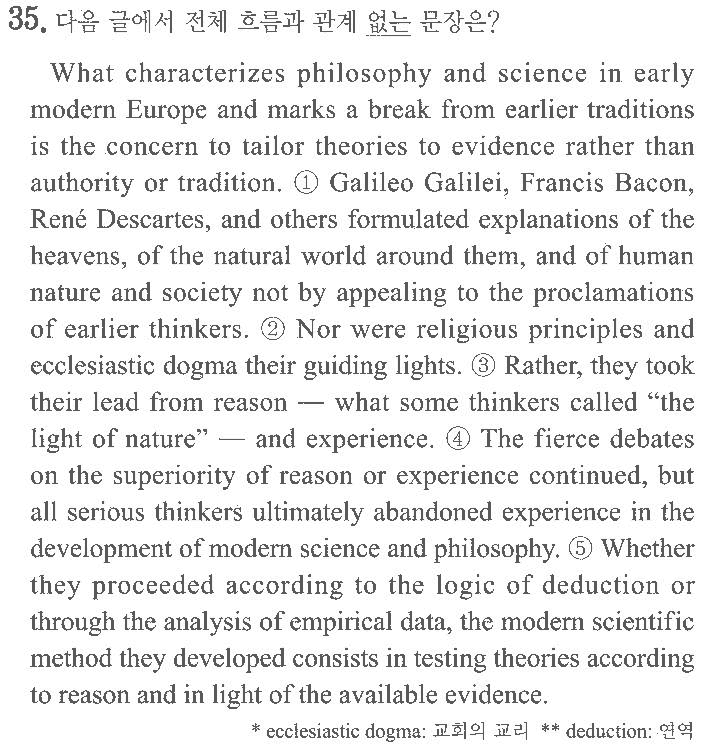 35. 다음 글에서 전체 흐름과 관계 없는 문장은?
What characterizes philosophy and science in early
modern Europe and marks a break from earlier traditions
is the concern to tailor theories to evidence rather than
authority or tradition. ① Galileo Galilei, Francis Bacon,
René Descartes, and others formulated explanations of the
heavens, of the natural world around them, and of human
nature and society not by appealing to the proclamations
of earlier thinkers. ② Nor were religious principles and
ecclesiastic dogma their guiding lights. ③ Rather, they took
their lead from reason — what some thinkers called “the
light of nature” — and experience. ④ The fierce debates
on the superiority of reason or experience continued, but
all serious thinkers ultimately abandoned experience in the
development of modern science and philosophy. ⑤ Whether
they proceeded according to the logic of deduction or
through the analysis of empirical data, the modern scientific
method they developed consists in testing theories according
to reason and in light of the available evidence.
* ecclesiastic dogma: 교회의 교리 ** deduction: 연역